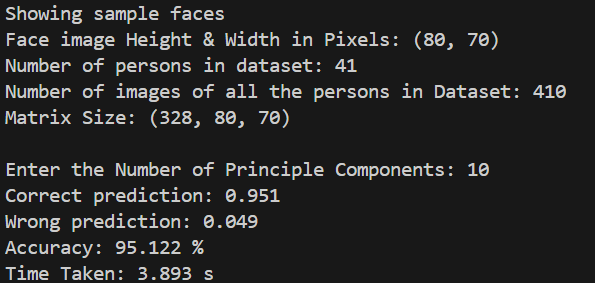 Showing sample faces
Face image Height & Width in Pixels: (80, 70)
Number of persons in dataset: 41
Number of images of all the persons in Dataset: 410
Matrix Size: (328, 80, 70)
Enter the Number of Principle Components: 10
Correct prediction: 0.951
Wrong prediction: 0.049
Accuracy: 95.122 %
Time Taken: 3.893 s